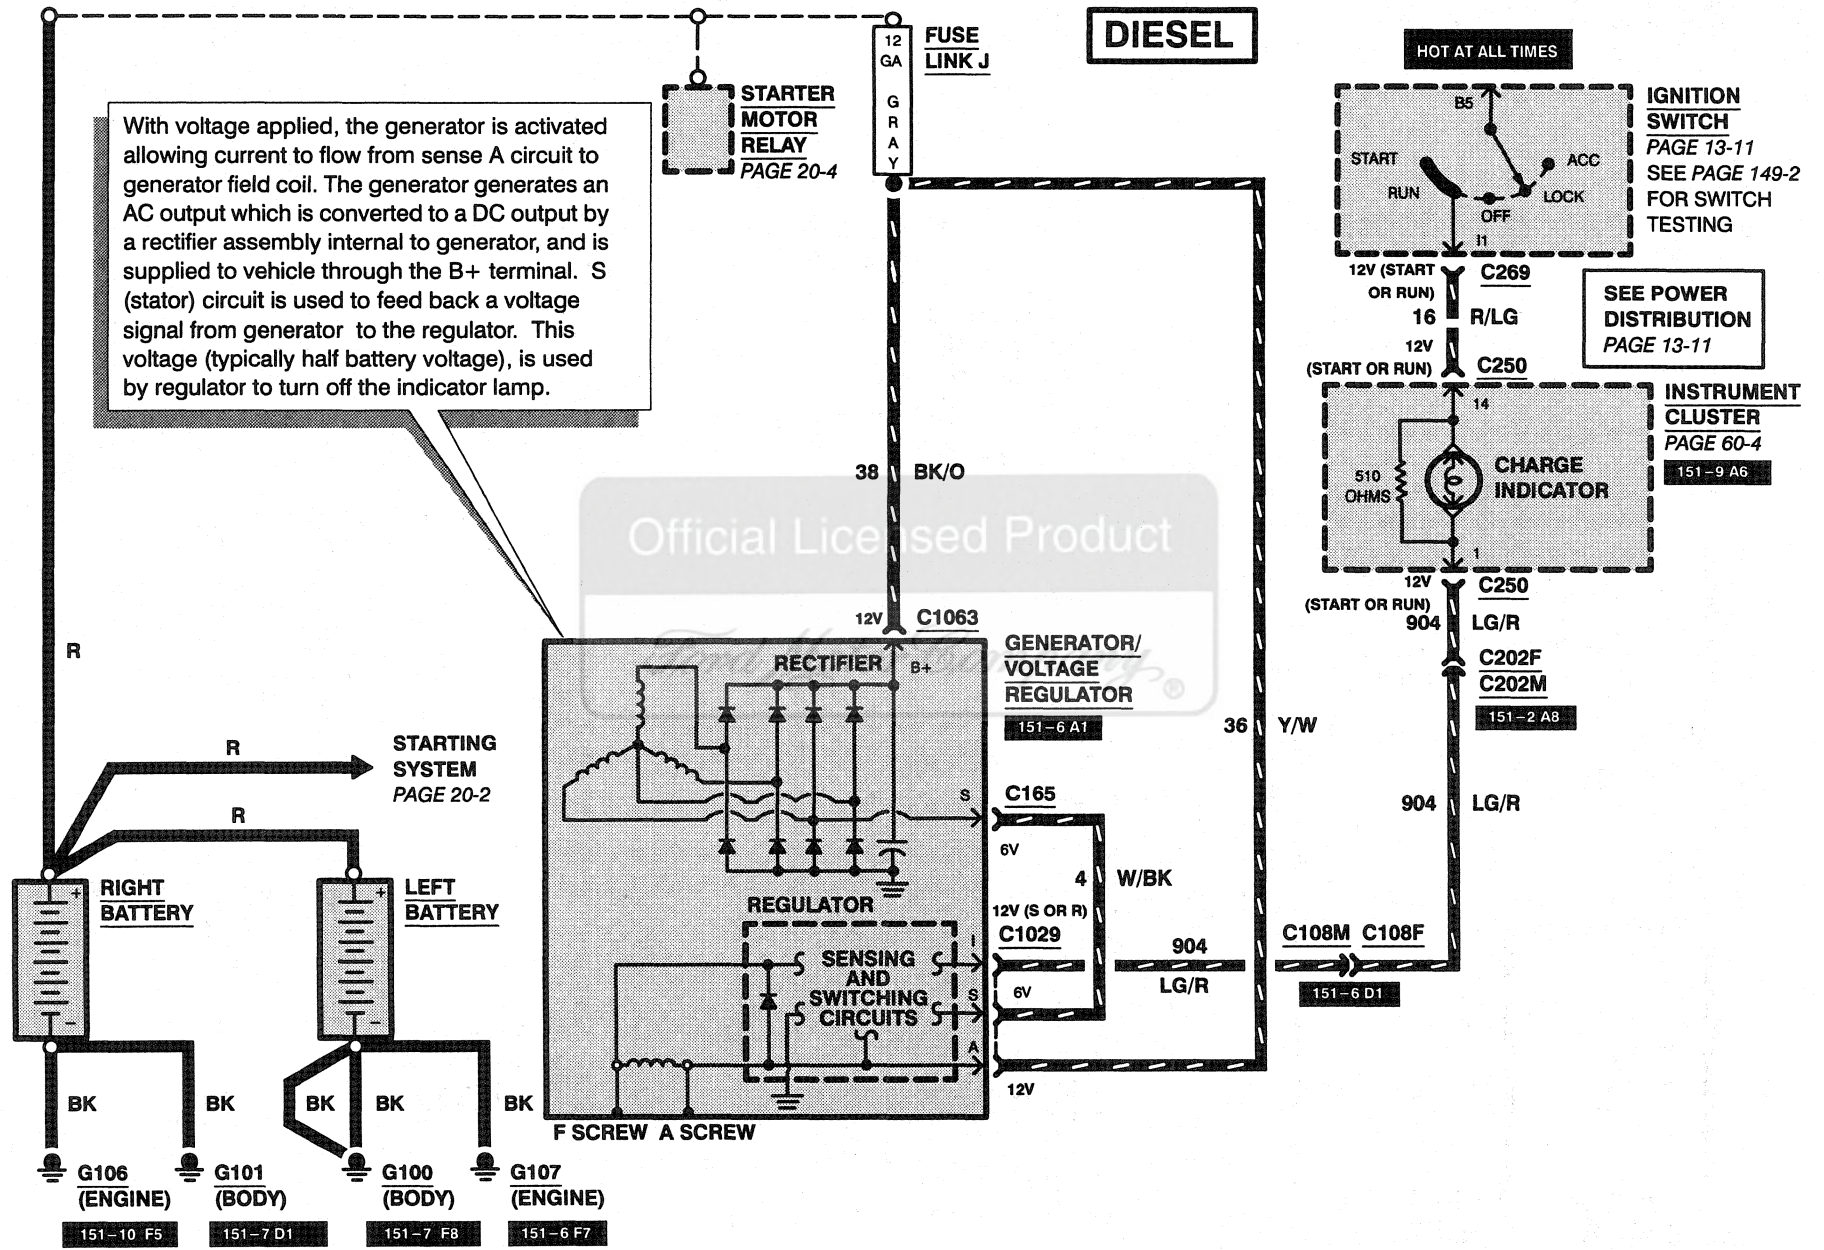 DIESEL
HOT AT ALL TIMES
12
GA
G
R
A
Y
FUSE
LINK J
STARTER
MOTOR
RELAY
PAGE 20-4
With voltage applied, the generator is activated
allowing current to flow from sense A circuit to
generator field coil. The generator generates an
AC output which is converted to a DC output by
a rectifier assembly internal to generator, and is
supplied to vehicle through the B+ terminal. S
(stator) circuit is used to feed back a voltage
signal from generator to the regulator. This
voltage (typically half battery voltage), is used
by regulator to turn off the indicator lamp.
B5
START
RUN
OFF
LOCK
ACC
I1
IGNITION
SWITCH
PAGE 13-11
SEE PAGE 149-2
FOR SWITCH
TESTING
12V (START
OR RUN)
C269
16
R/LG
12V
(START OR RUN)
C250
SEE POWER
DISTRIBUTION
PAGE 13-11
14
510
OHMS
CHARGE
INDICATOR
1
INSTRUMENT
CLUSTER
PAGE 60-4
151-9 A6
12V
(START OR RUN)
C250
904
LG/R
C202F
C202M
151-2 A8
904
LG/R
38
BK/O
Official Licensed Product
Ford Motor Company
®
12V
C1063
RECTIFIER
B+
GENERATOR/
VOLTAGE
REGULATOR
151-6 A1
36
Y/W
R
R
STARTING
SYSTEM
PAGE 20-2
R
S
C165
6V
4
W/BK
REGULATOR
12V (S OR R)
C1029
I
SENSING
AND
SWITCHING
CIRCUITS
S
6V
A
12V
904
LG/R
C108M
C108F
151-6 D1
F SCREW
A SCREW
+
-
RIGHT
BATTERY
+
-
LEFT
BATTERY
BK
BK
BK
BK
BK
G106
(ENGINE)
151-10 F5
G101
(BODY)
151-7 D1
G100
(BODY)
151-7 F8
G107
(ENGINE)
151-6 F7